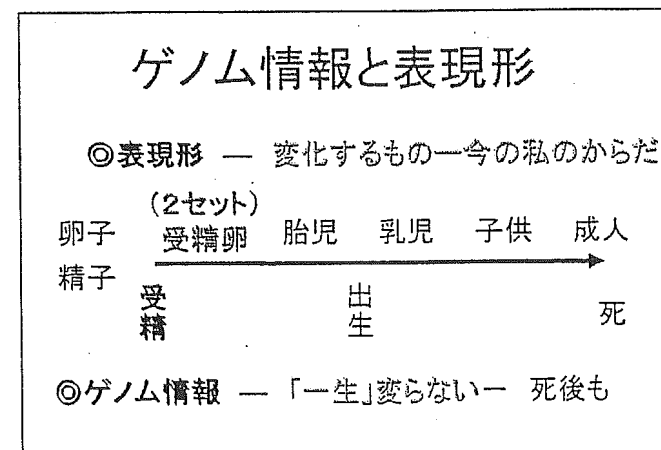 ゲノム情報と表現形
◎表現形 ― 変化するもの―今の私のからだ
(2セット)
卵子 受精卵 胎児 乳児 子供 成人
精子
受精 出生 死
◎ゲノム情報 ― 「一生」変らないー 死後も